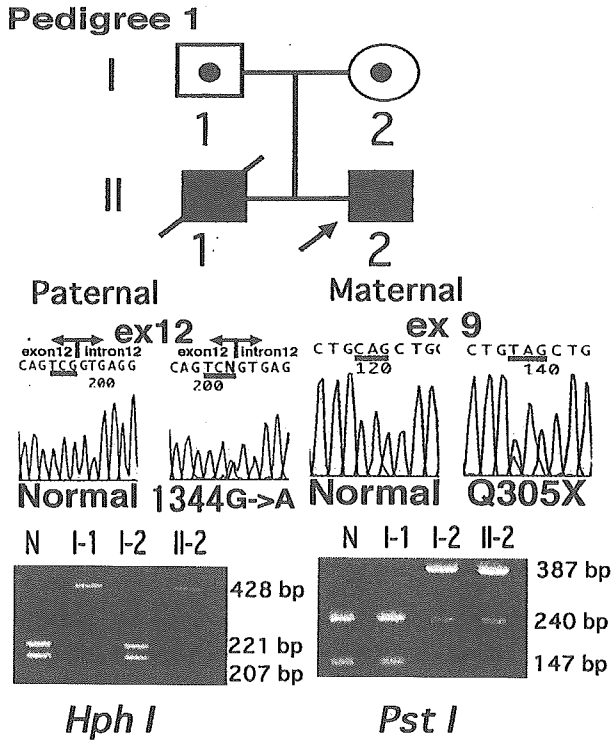 Pedigree 1
I
1 2
II
1 2
Paternal Maternal
ex12 ex 9
exon12 intron12 exon12 intron12
CAGTCGGTGAGG CAGTCNGTGAG CTGCAGCTG CTGTAGCTG
200 200 120 140
Normal 1344G->A Normal Q305X
N I-1 I-2 II-2 N I-1 I-2 II-2
428 bp 387 bp
221 bp 240 bp
207 bp 147 bp
Hph I Pst I